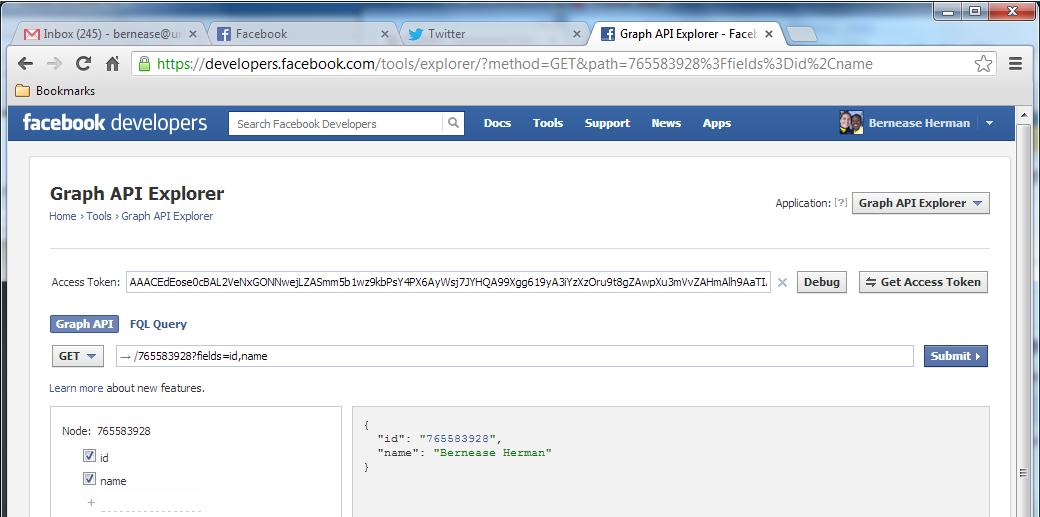 Inbox (245) - bernease@ur
Facebook
Twitter
Graph API Explorer - Faceb
https://developers.facebook.com/tools/explorer/?method=GET&path=765583928%3Ffields%3Did%2Cname
Bookmarks
facebook developers
Search Facebook Developers
Docs Tools Support News Apps
Bernease Herman
Graph API Explorer
Home › Tools › Graph API Explorer
Application: [?] Graph API Explorer
Access Token: AAACEdEose0cBAL2VeNxGONNwejLZASmm5b1wz9kbPsY4PX6AyWsj7JYHQA99Xgg619yA3iYzXzOru9t8gZAwpXu3mVvZAHmAlh9AaTI
Debug
Get Access Token
Graph API FQL Query
GET → /765583928?fields=id,name Submit
Learn more about new features.
Node: 765583928
id
name
+
{
"id": "765583928",
"name": "Bernease Herman"
}